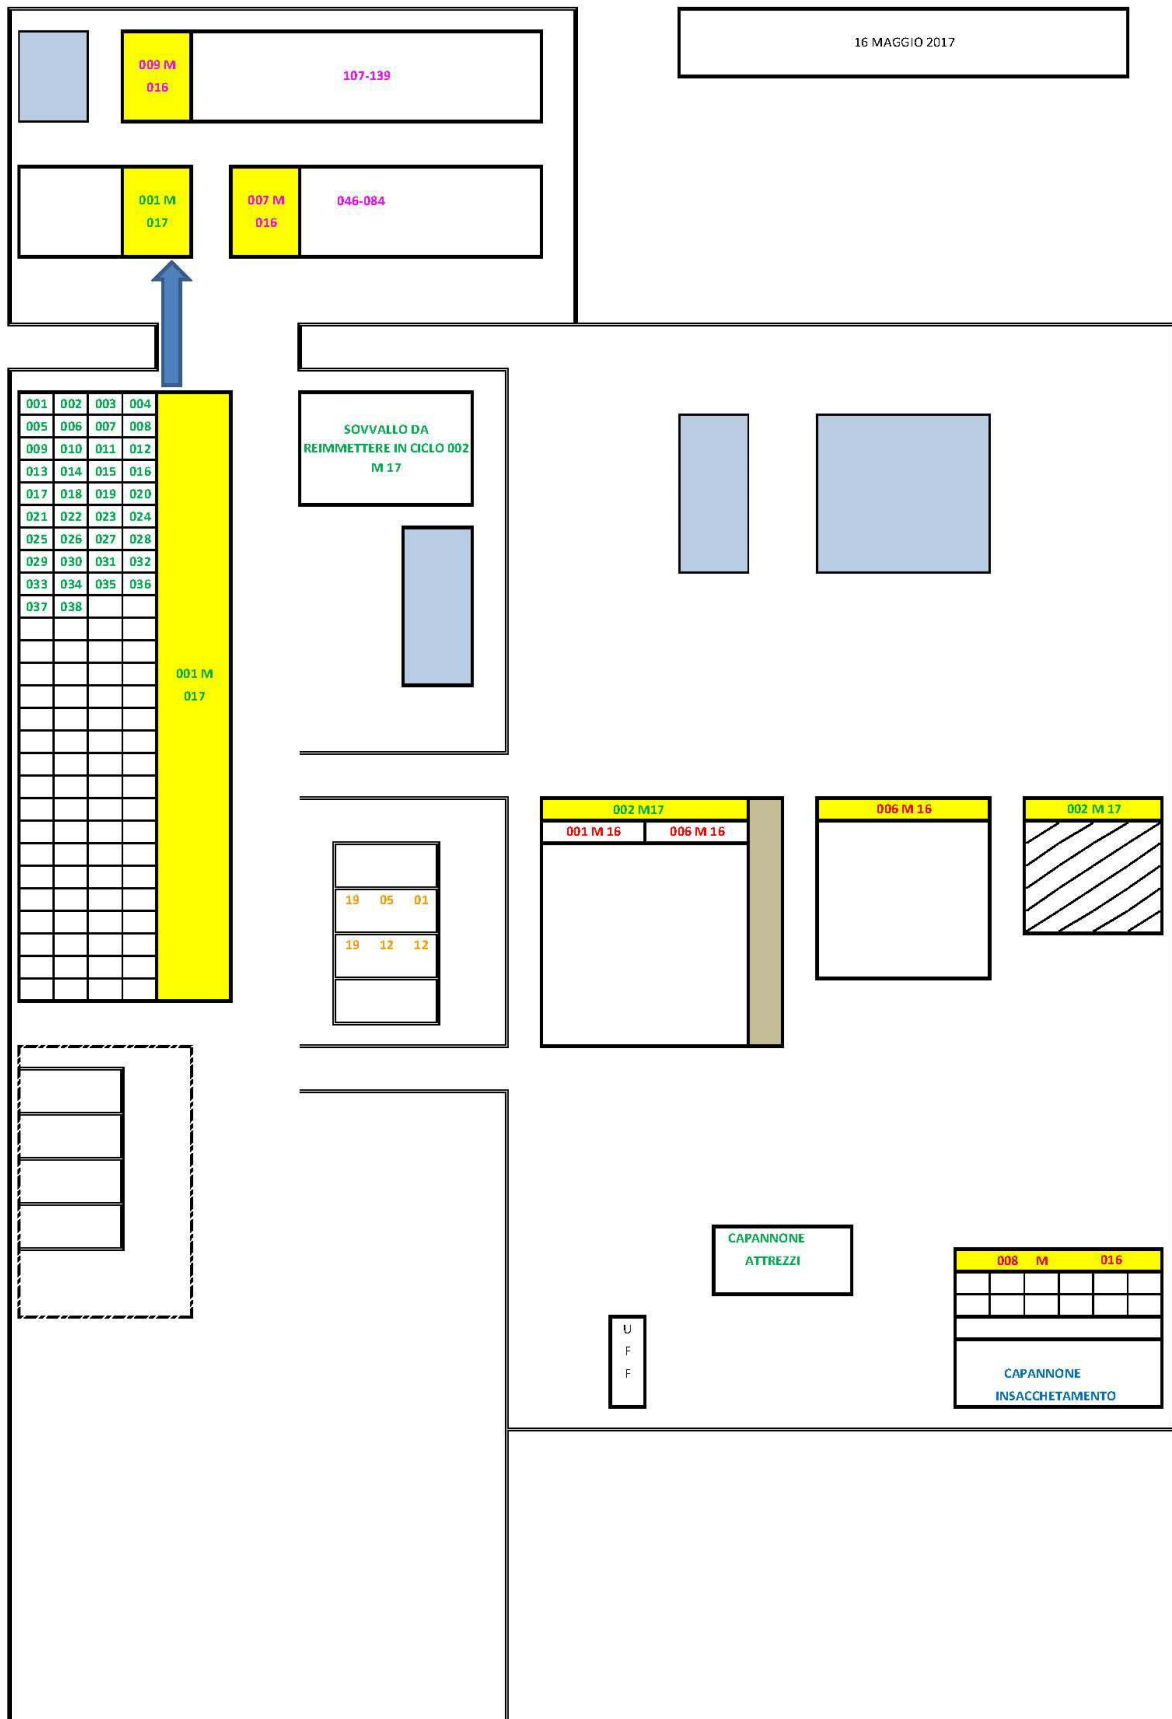 16 MAGGIO 2017
009 M
016
107-139
001 M
017
007 M
016
046-084
001 002 003 004
005 006 007 008
009 010 011 012
013 014 015 016
017 018 019 020
021 022 023 024
025 026 027 028
029 030 031 032
033 034 035 036
037 038
001 M
017
SOVVALLO DA
REIMMETTERE IN CICLO 002
M 17
19 05 01
19 12 12
002 M17
001 M 16 006 M 16
006 M 16
002 M 17
CAPANNONE
ATTREZZI
U
F
F
008 M 016
CAPANNONE
INSACCHETAMENTO